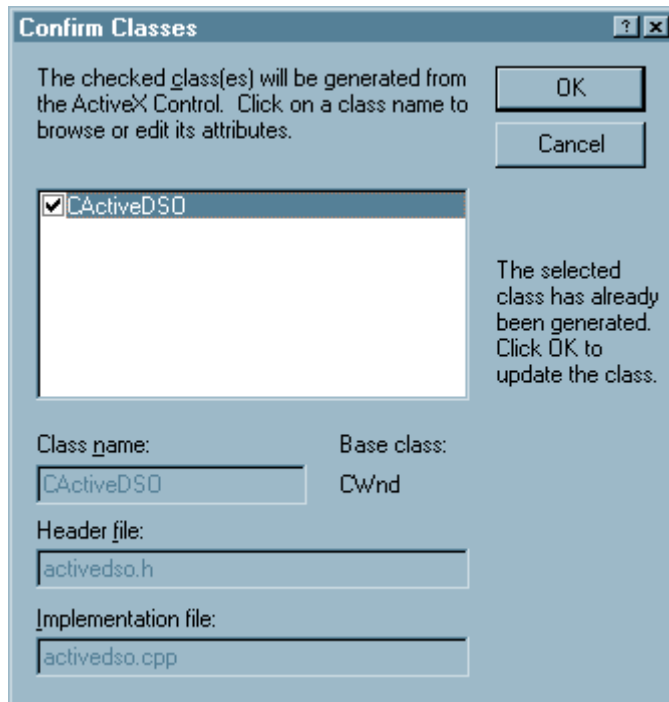 Confirm Classes
The checked class(es) will be generated from
the ActiveX Control. Click on a class name to
browse or edit its attributes.
OK
Cancel
CActiveDSO
The selected
class has already
been generated.
Click OK to
update the class.
Class name:
Base class:
CActiveDSO
CWnd
Header file:
activedso.h
Implementation file:
activedso.cpp